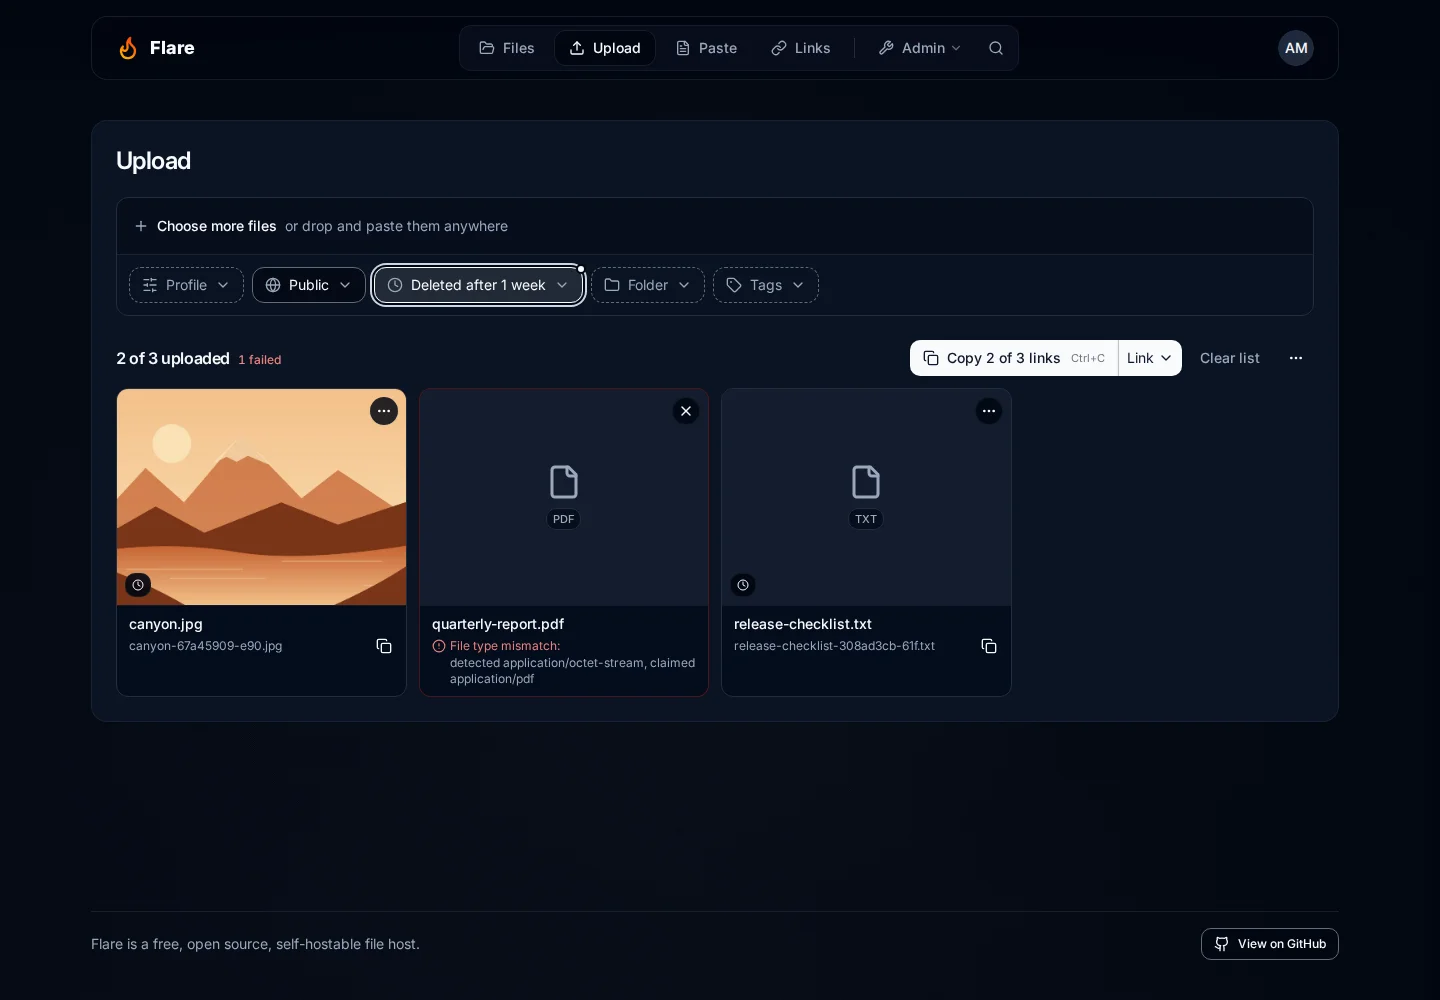 Flare
Files
Upload
Paste
Links
Admin
AM
Upload
Choose more files or drop and paste them anywhere
Profile
Public
Deleted after 1 week
Folder
Tags
2 of 3 uploaded 1 failed
Copy 2 of 3 links Ctrl+C
Link
Clear list
PDF
TXT
canyon.jpg
canyon-67a45909-e90.jpg
quarterly-report.pdf
File type mismatch:
detected application/octet-stream, claimed
application/pdf
release-checklist.txt
release-checklist-308ad3cb-61f.txt
Flare is a free, open source, self-hostable file host.
View on GitHub